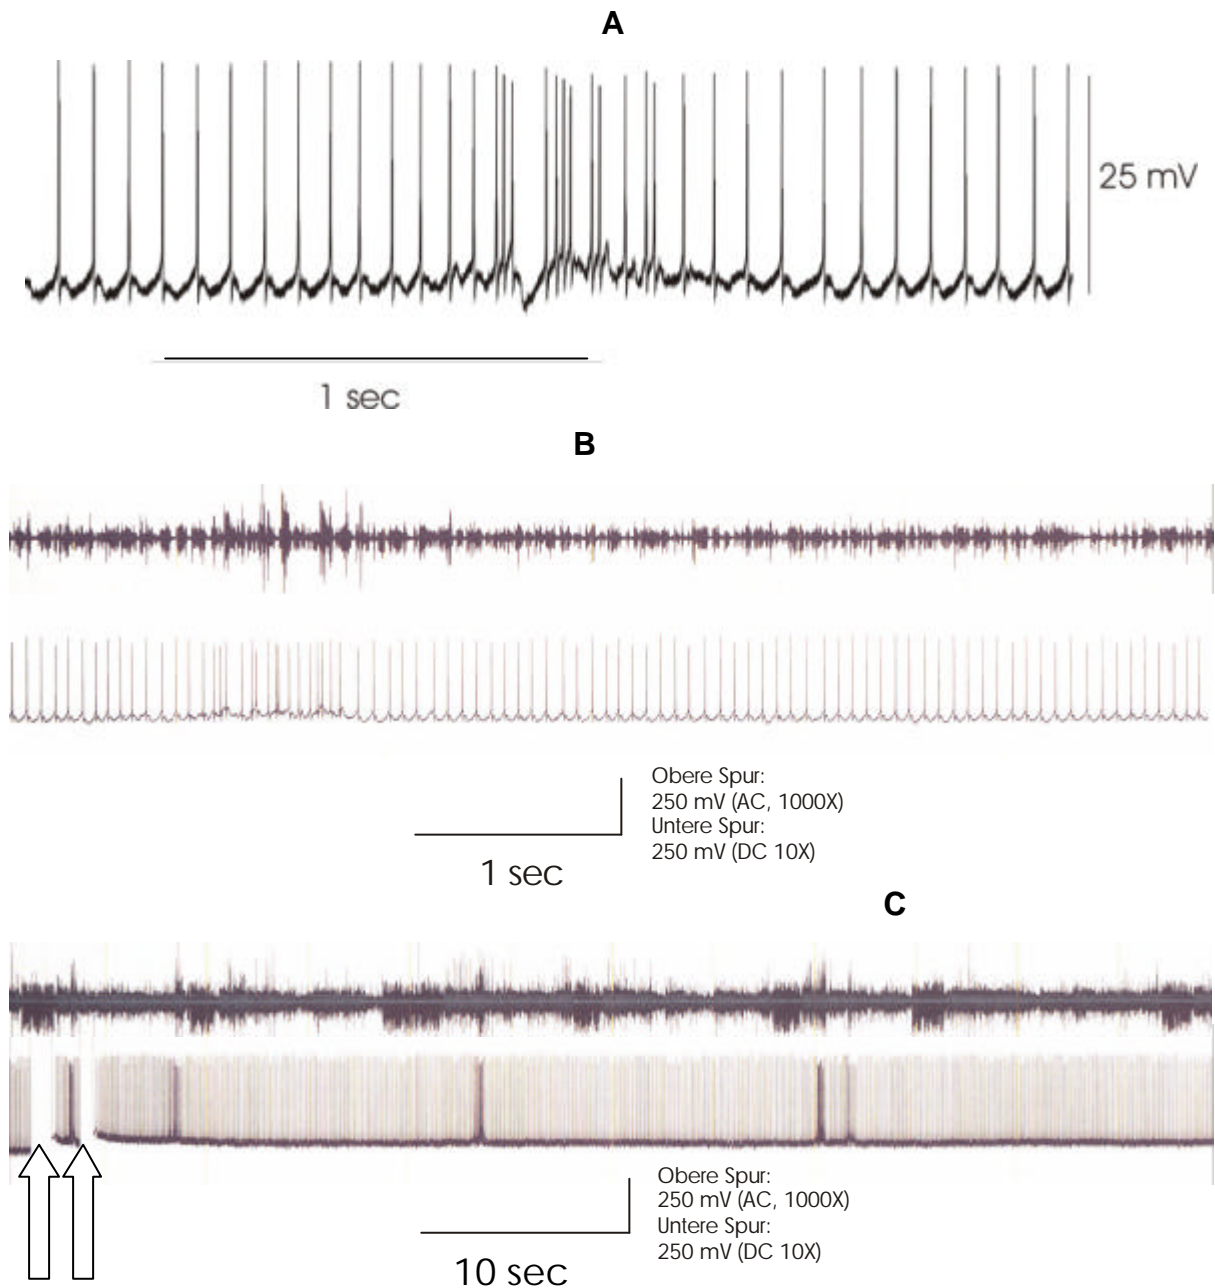 A
25 mV
1 sec
B
Obere Spur:
250 mV (AC, 1000X)
Untere Spur:
250 mV (DC 10X)
1 sec
C
Obere Spur:
250 mV (AC, 1000X)
Untere Spur:
250 mV (DC 10X)
10 sec